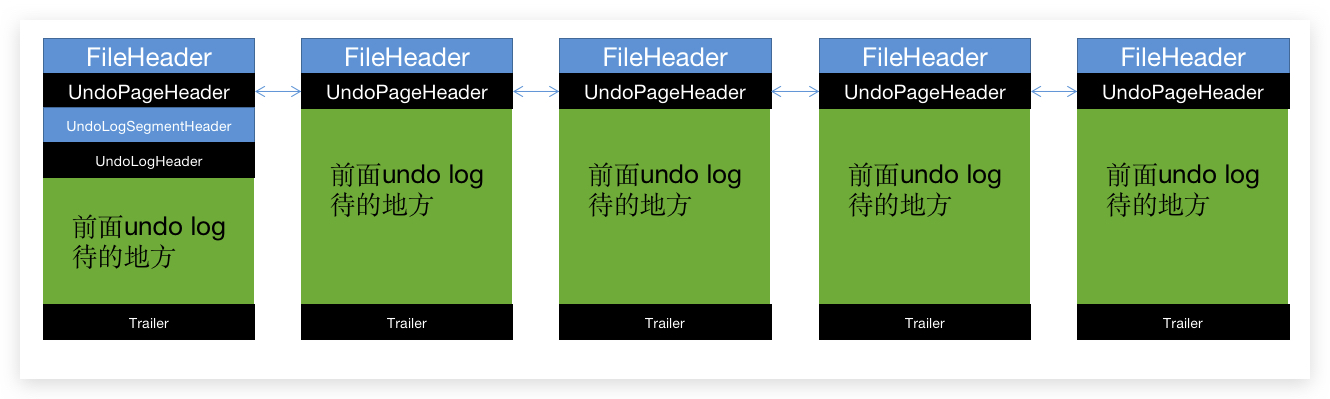 FileHeader
UndoPageHeader
UndoLogSegmentHeader
UndoLogHeader
前面undo log
待的地方
Trailer
FileHeader
UndoPageHeader
前面undo log
待的地方
Trailer
FileHeader
UndoPageHeader
前面undo log
待的地方
Trailer
FileHeader
UndoPageHeader
前面undo log
待的地方
Trailer
FileHeader
UndoPageHeader
前面undo log
待的地方
Trailer